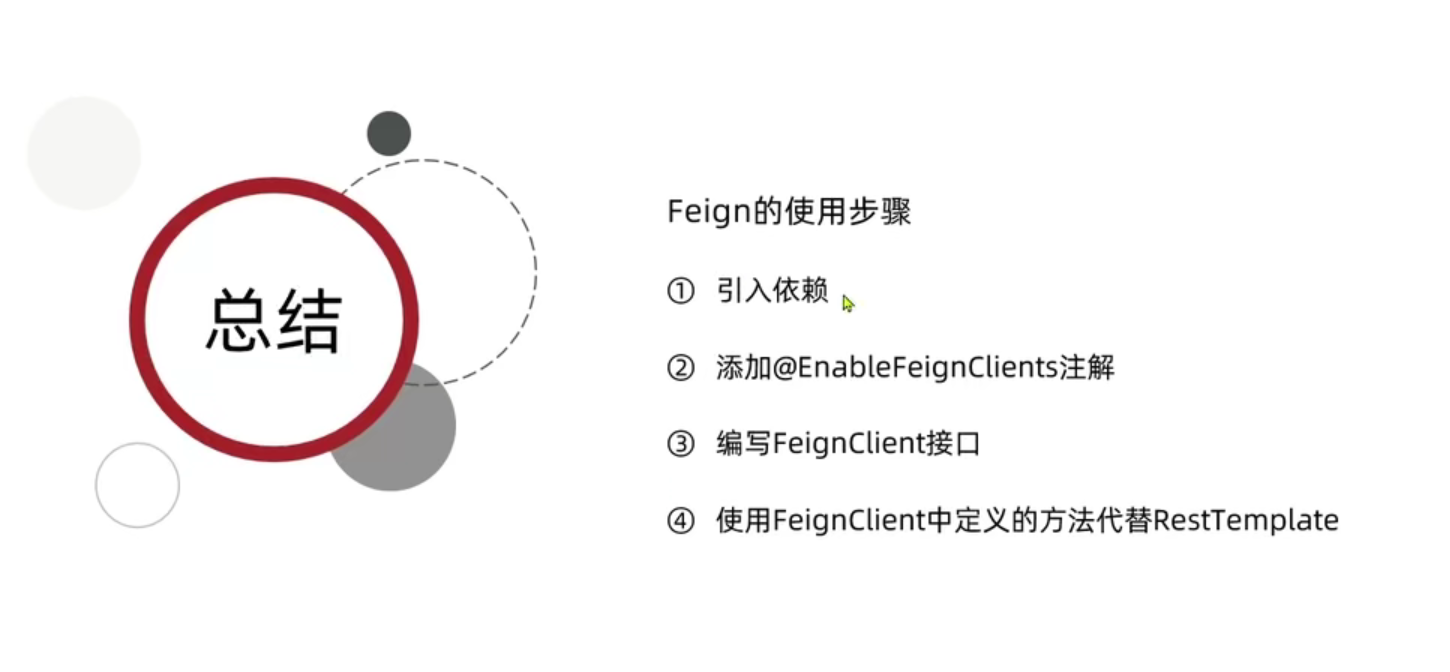 总结
Feign的使用步骤
① 引入依赖
② 添加@EnableFeignClients注解
③ 编写FeignClient接口
④ 使用FeignClient中定义的方法代替RestTemplate